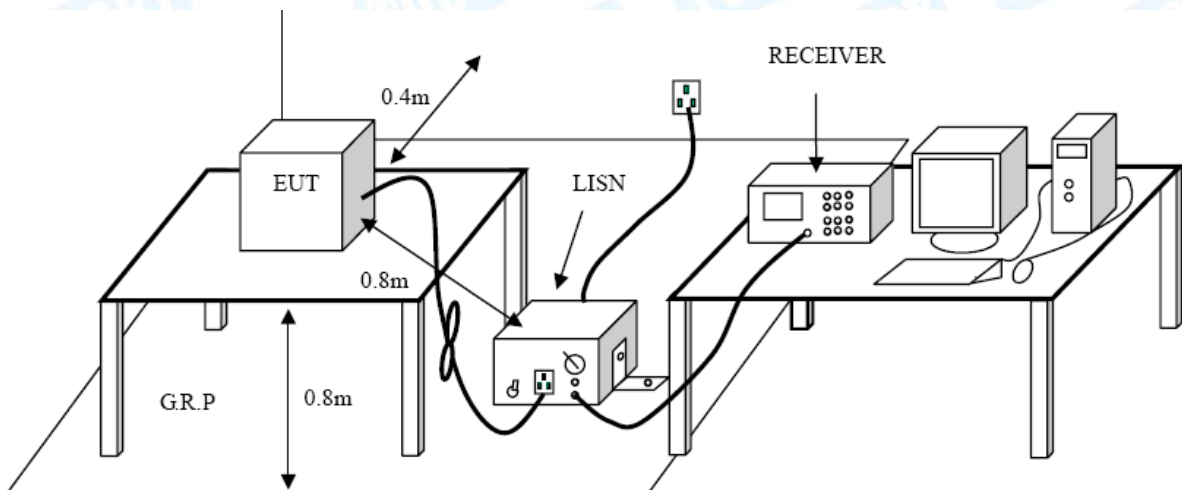 RECEIVER
0.4m
EUT
LISN
0.8m
G.R.P
0.8m